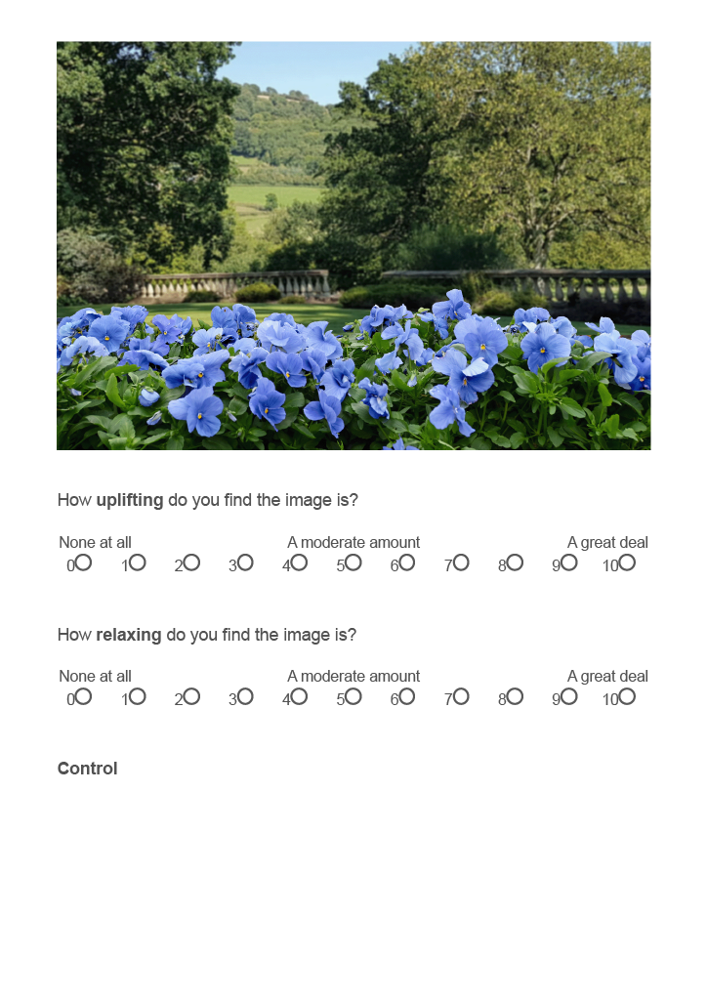 How uplifting do you find the image is?
None at all A moderate amount A great deal
0 1 2 3 4 5 6 7 8 9 10
How relaxing do you find the image is?
None at all A moderate amount A great deal
0 1 2 3 4 5 6 7 8 9 10
Control